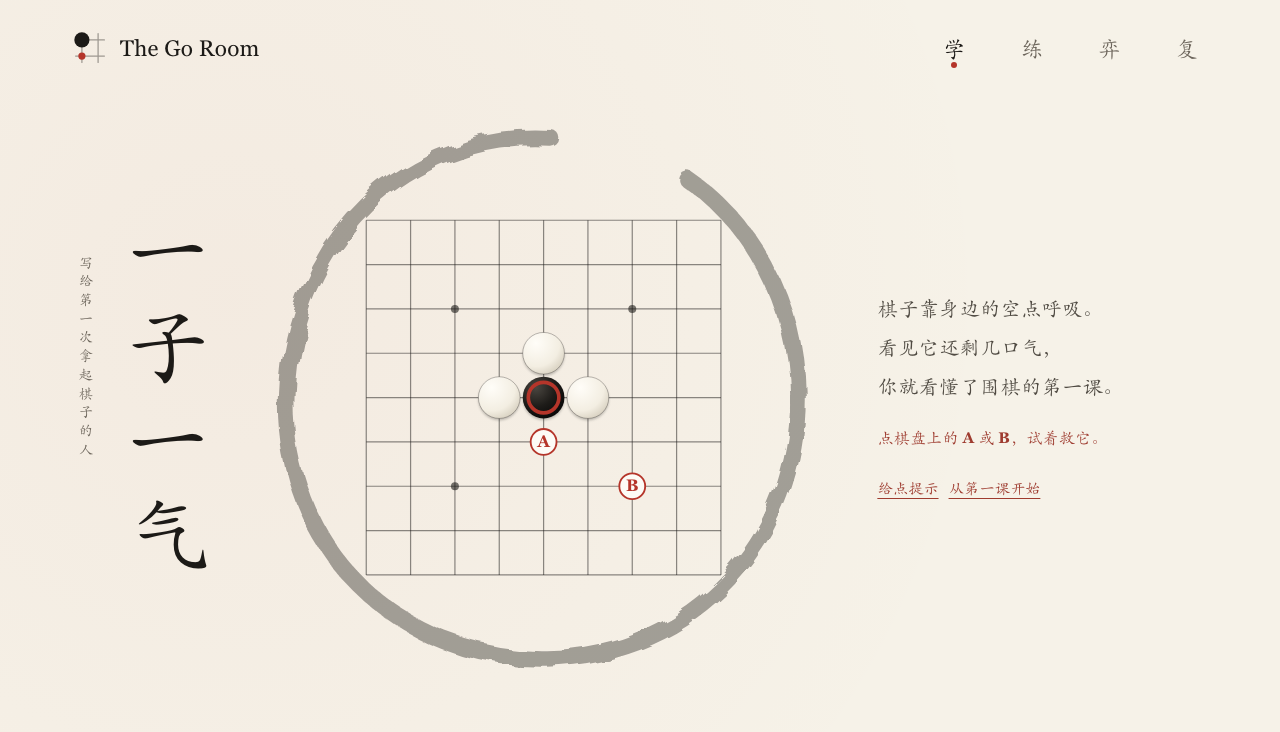 The Go Room
学 练 弈 复
一子一气
写给第一次拿起棋子的人
A
B
棋子靠身边的空点呼吸。
看见它还剩几口气，
你就看懂了围棋的第一课。
点棋盘上的 A 或 B，试着救它。
给点提示 从第一课开始